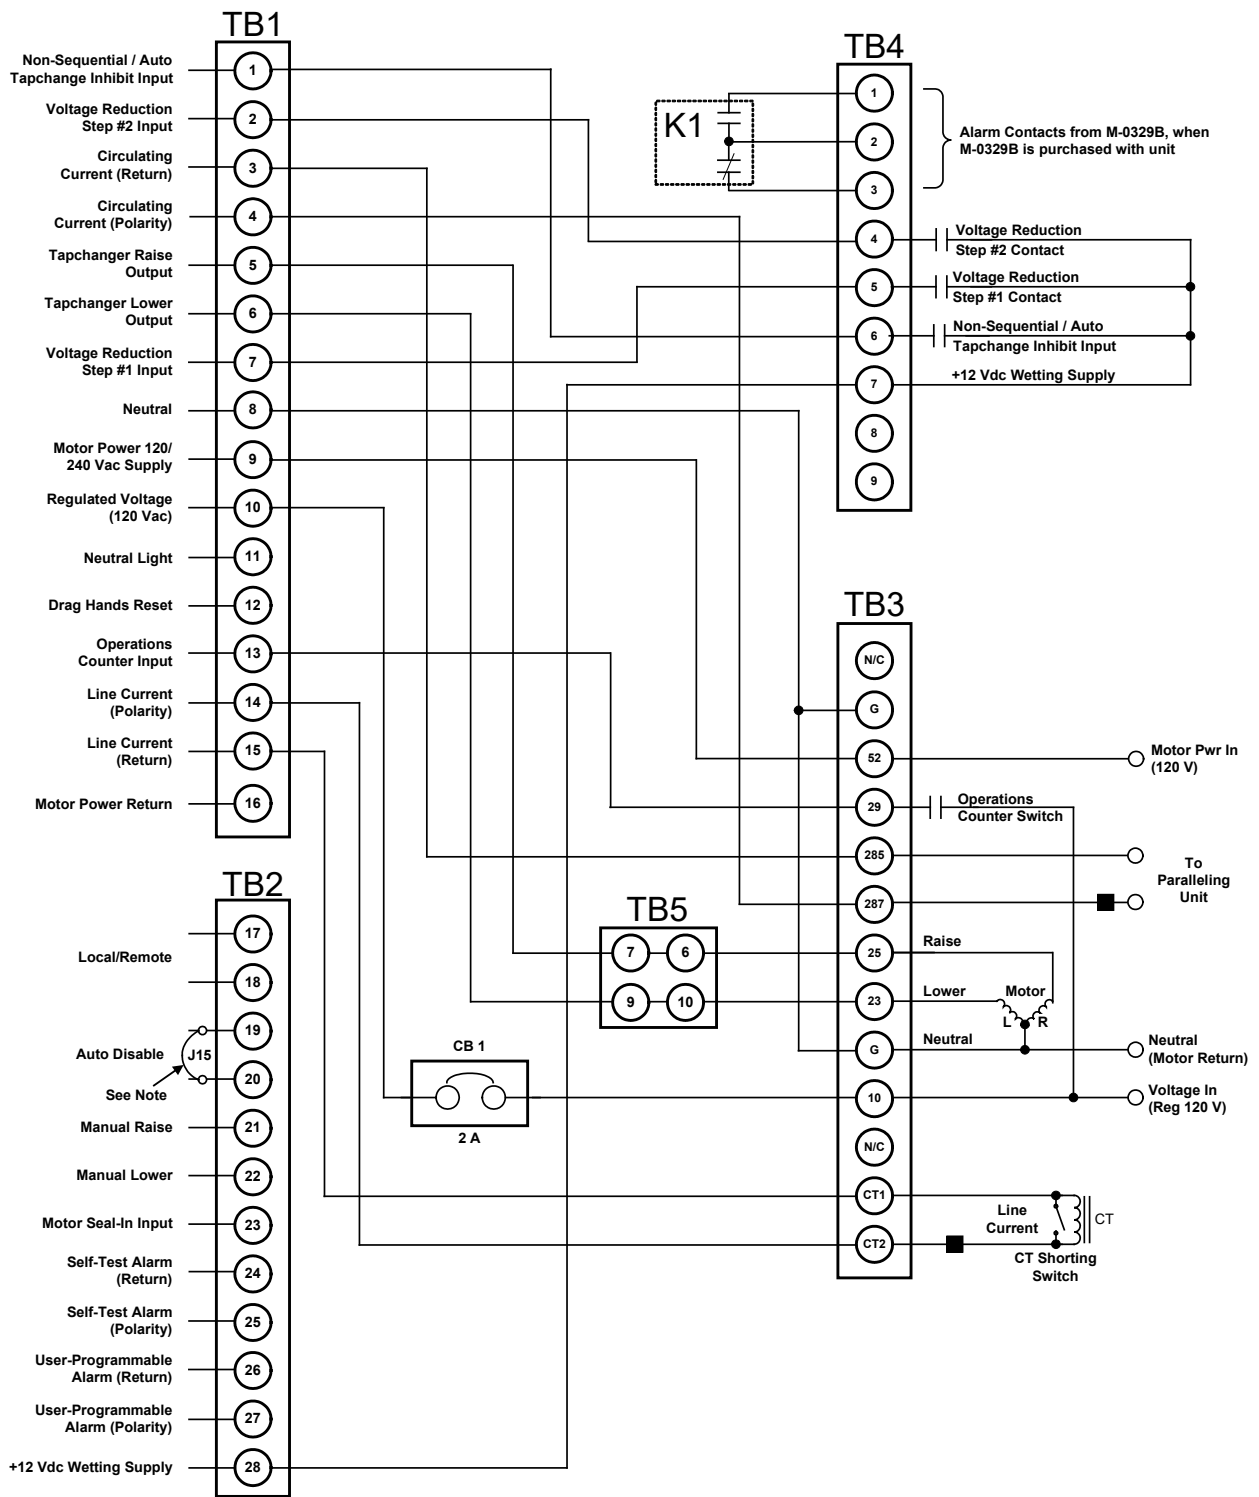 TB1
Non-Sequential / Auto
Tapchange Inhibit Input
1
Voltage Reduction
Step #2 Input
2
Circulating
Current (Return)
3
Circulating
Current (Polarity)
4
Tapchanger Raise
Output
5
Tapchanger Lower
Output
6
Voltage Reduction
Step #1 Input
7
Neutral
8
Motor Power 120/
240 Vac Supply
9
Regulated Voltage
(120 Vac)
10
Neutral Light
11
Drag Hands Reset
12
Operations
Counter Input
13
Line Current
(Polarity)
14
Line Current
(Return)
15
Motor Power Return
16
TB2
17
Local/Remote
18
19
Auto Disable
J15
See Note
20
Manual Raise
21
Manual Lower
22
Motor Seal-In Input
23
Self-Test Alarm
(Return)
24
Self-Test Alarm
(Polarity)
25
User-Programmable
Alarm (Return)
26
User-Programmable
Alarm (Polarity)
27
+12 Vdc Wetting Supply
28
TB4
K1
1
2
3
Alarm Contacts from M-0329B, when
M-0329B is purchased with unit
4
Voltage Reduction
Step #2 Contact
5
Voltage Reduction
Step #1 Contact
6
Non-Sequential / Auto
Tapchange Inhibit Input
7
+12 Vdc Wetting Supply
8
9
TB3
N/C
G
52
Motor Pwr In
(120 V)
29
Operations
Counter Switch
285
To
Paralleling
Unit
287
TB5
7
6
9
10
25
Raise
23
Lower
Motor
L
R
G
Neutral
Neutral
(Motor Return)
CB 1
2 A
10
Voltage In
(Reg 120 V)
N/C
CT1
Line
Current
CT
CT2
CT Shorting
Switch